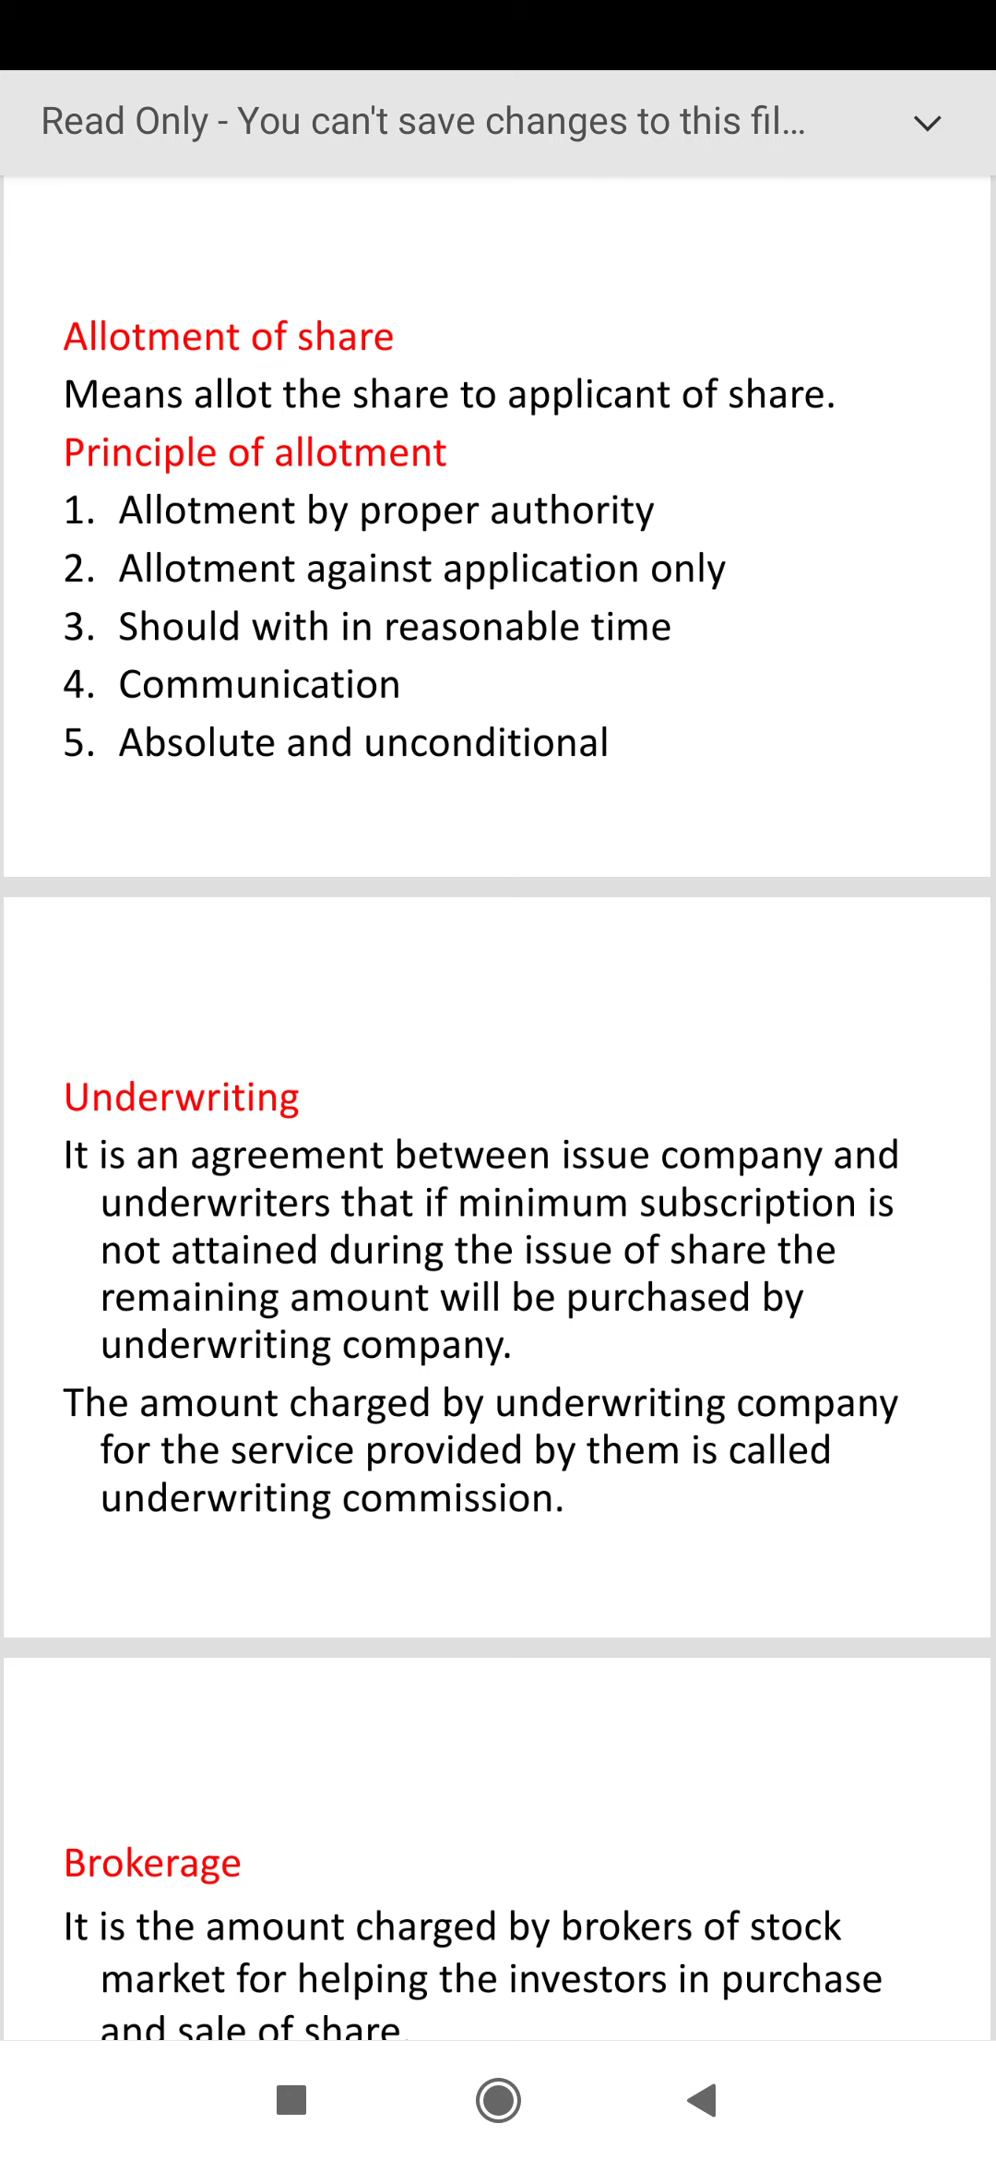 Read Only - You can't save changes to this fil...
Allotment of share
Means allot the share to applicant of share.
Principle of allotment
1. Allotment by proper authority
2. Allotment against application only
3. Should with in reasonable time
4. Communication
5. Absolute and unconditional
Underwriting
It is an agreement between issue company and
underwriters that if minimum subscription is
not attained during the issue of share the
remaining amount will be purchased by
underwriting company.
The amount charged by underwriting company
for the service provided by them is called
underwriting commission.
Brokerage
It is the amount charged by brokers of stock
market for helping the investors in purchase
and sale of share.